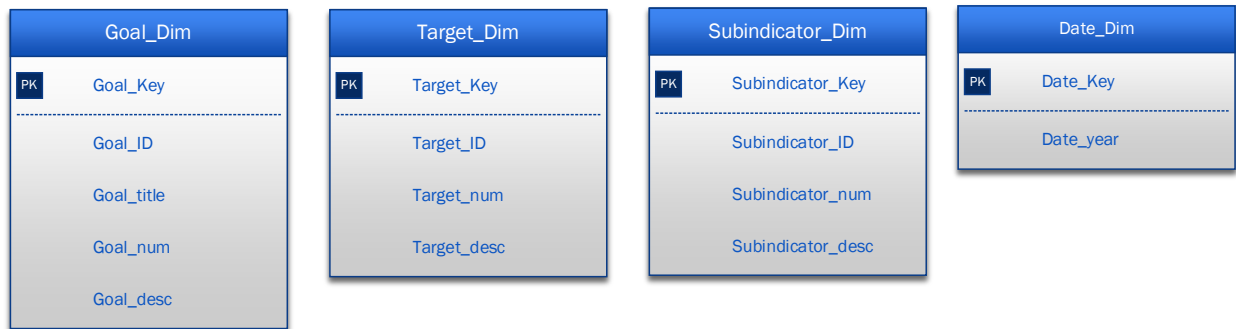 Goal_Dim
PK Goal_Key
Goal_ID
Goal_title
Goal_num
Goal_desc
Target_Dim
PK Target_Key
Target_ID
Target_num
Target_desc
Subindicator_Dim
PK Subindicator_Key
Subindicator_ID
Subindicator_num
Subindicator_desc
Date_Dim
PK Date_Key
Date_year